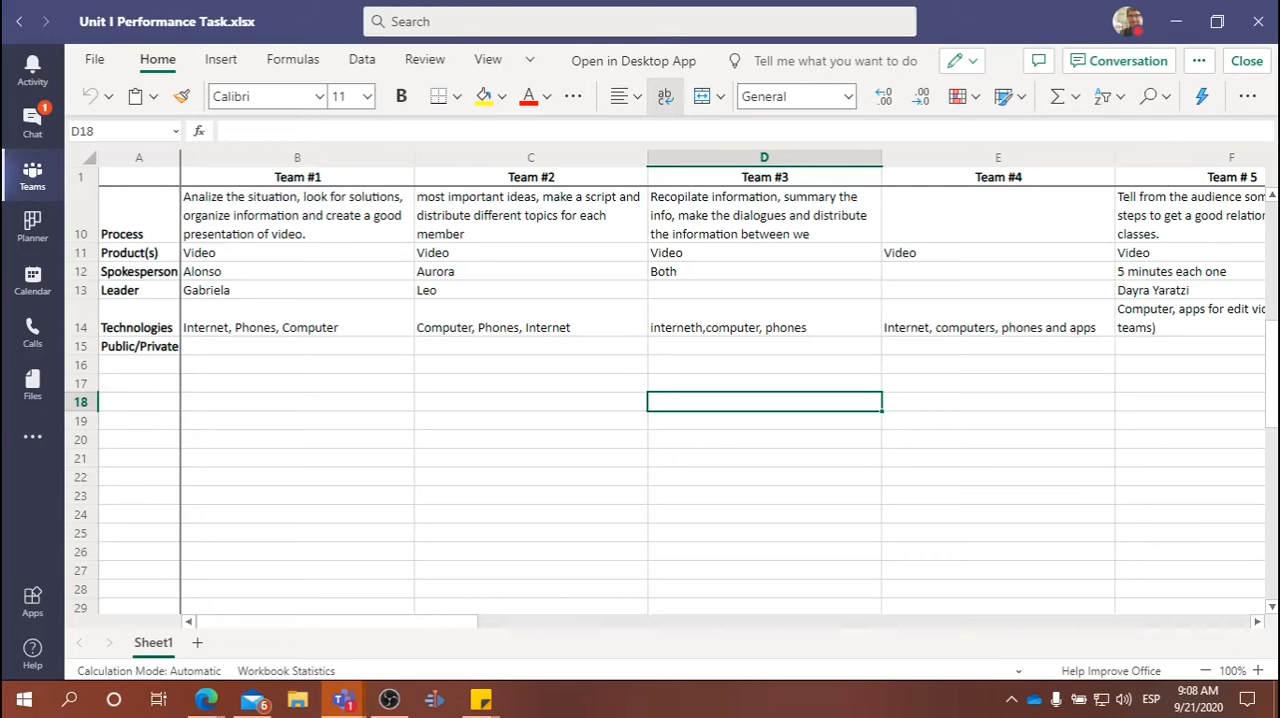 Unit I Performance Task.xlsx
Search
Activity
Chat
1
Teams
Planner
Calendar
Calls
Files
Apps
Help
File
Home
Insert
Formulas
Data
Review
View
Open in Desktop App
Tell me what you want to do
Conversation
Close
Calibri
11
B
A
ab
General
D18
fx
A
B
C
D
E
F
1
Team #1
Team #2
Team #3
Team #4
Team # 5
Analize the situation, look for solutions,
organize information and create a good
presentation of video.
most important ideas, make a script and
distribute different topics for each
member
Recopilate information, summary the
info, make the dialogues and distribute
the information between we
Tell from the audience som
steps to get a good relation
classes.
10
Process
11
Product(s)
Video
Video
Video
Video
Video
12
Spokesperson
Alonso
Aurora
Both
5 minutes each one
13
Leader
Gabriela
Leo
Dayra Yaratzi
14
Technologies
Internet, Phones, Computer
Computer, Phones, Internet
interneth,computer, phones
Internet, computers, phones and apps
Computer, apps for edit vid
teams)
15
Public/Private
16
17
18
19
20
21
22
23
24
25
26
27
28
29
Sheet1
Calculation Mode: Automatic
Workbook Statistics
Help Improve Office
100%
6
1
ESP
9:08 AM
9/21/2020